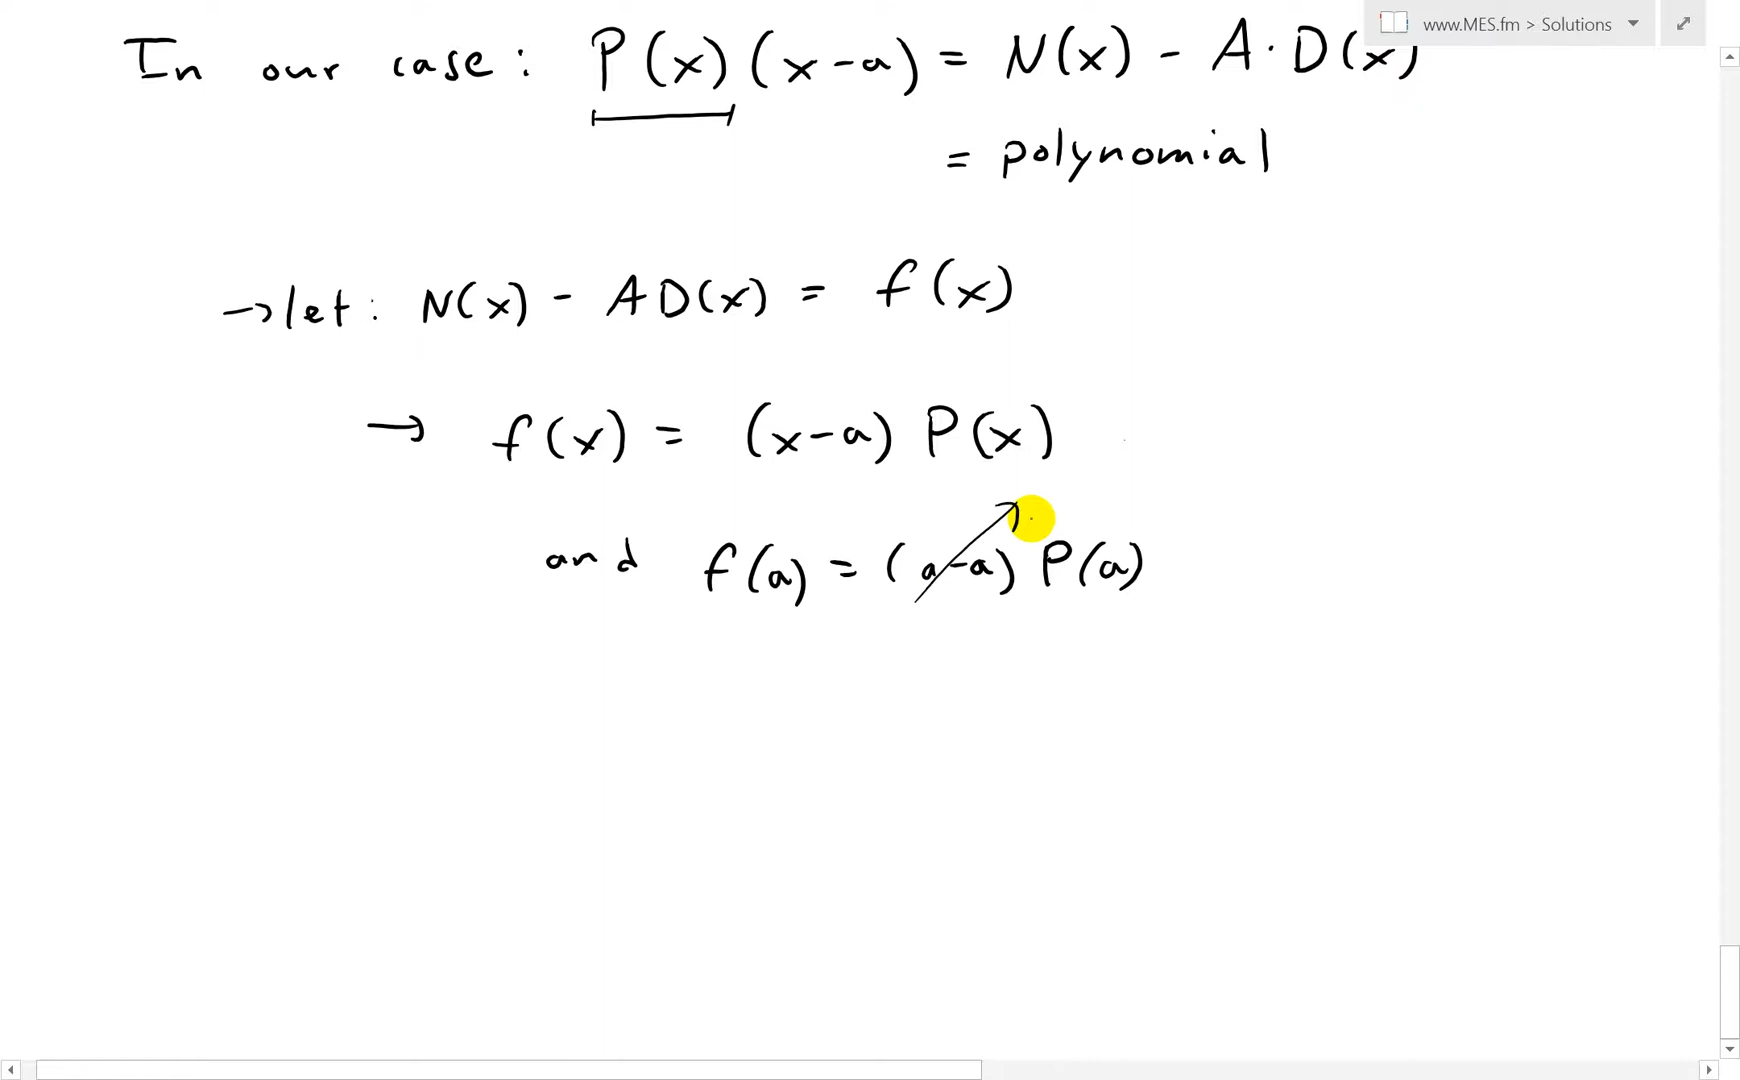 www.MES.fm > Solutions
In our case: P(x)(x-a) = N(x) - A·D(x)
= polynomial
→let: N(x) - AD(x) = f(x)
→ f(x) = (x-a) P(x)
and f(a) = (a-a) P(a)